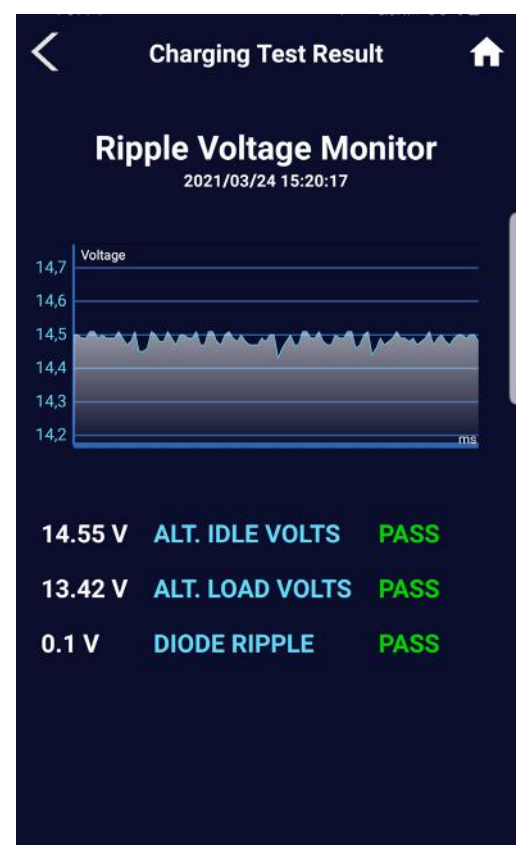 Charging Test Result
Ripple Voltage Monitor
2021/03/24 15:20:17
Voltage
14,7
14,6
14,5
14,4
14,3
14,2
ms
14.55 V ALT. IDLE VOLTS PASS
13.42 V ALT. LOAD VOLTS PASS
0.1 V DIODE RIPPLE PASS